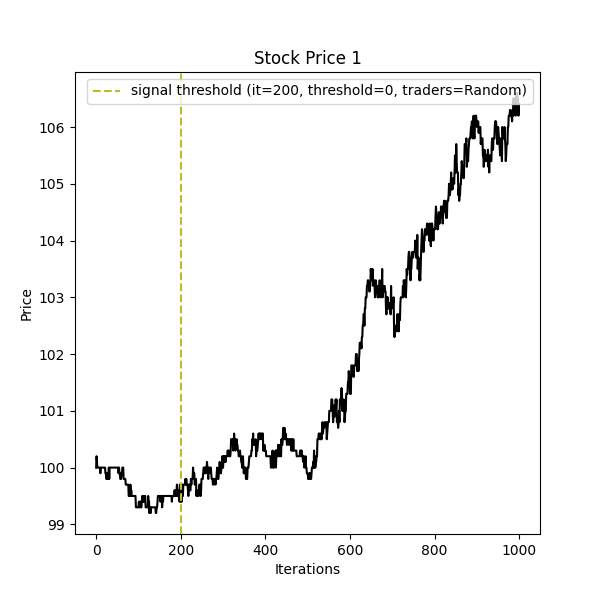 Stock Price 1
signal threshold (it=200, threshold=0, traders=Random)
106
105
104
103
102
101
100
99
Price
0 200 400 600 800 1000
Iterations